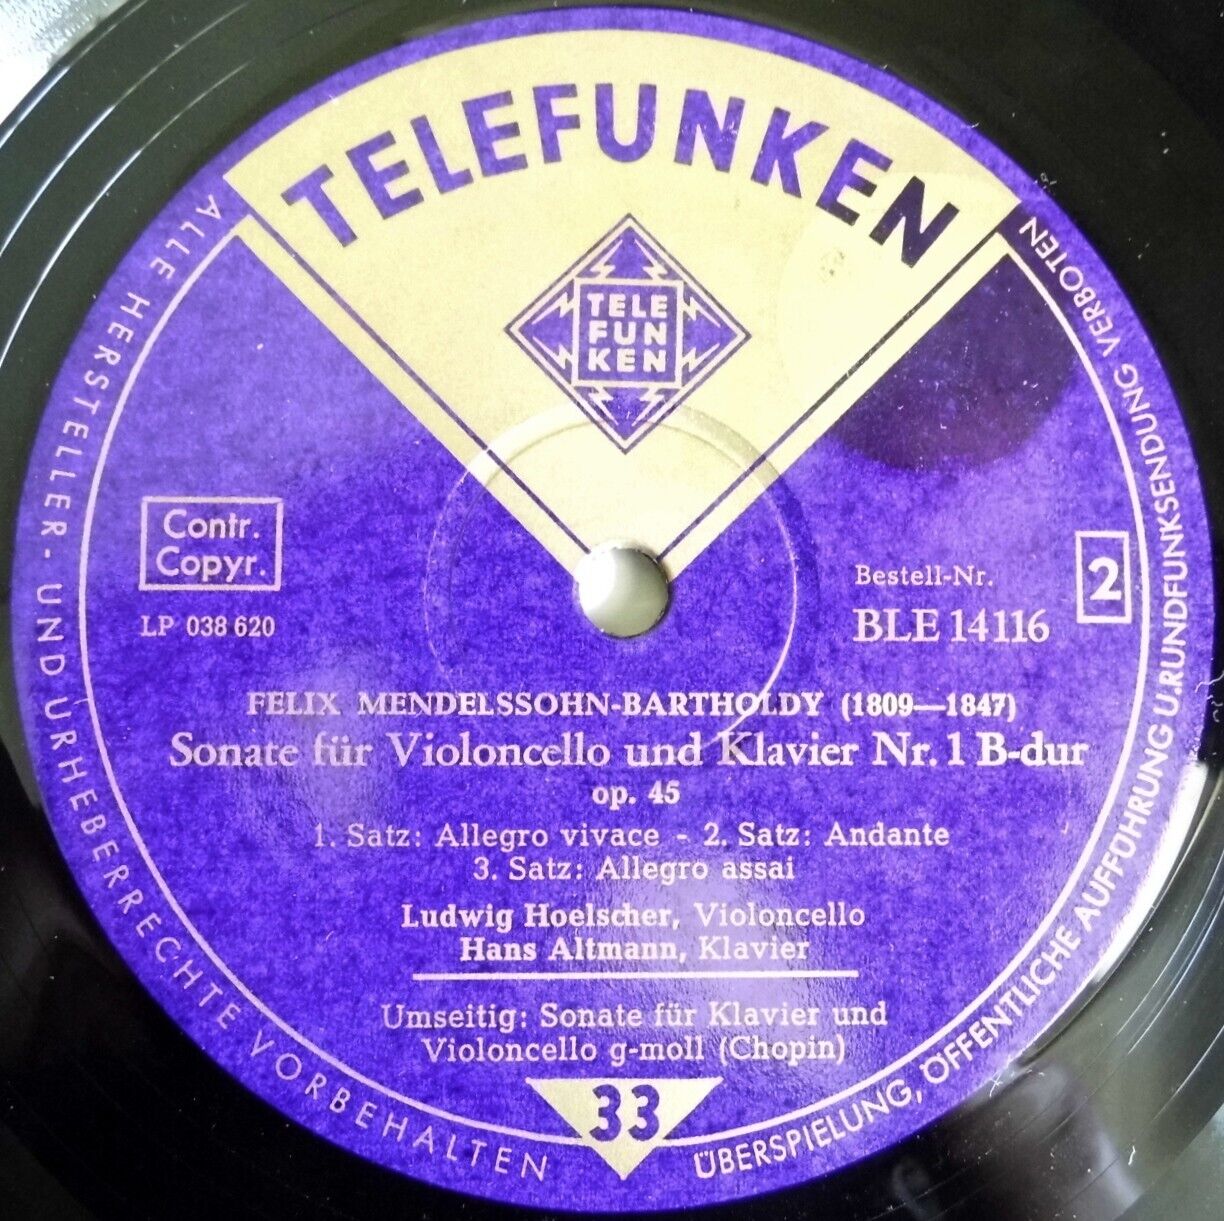 TELEFUNKEN
TELE
FUN
KEN
Contr.
Copyr.
LP 038 620
Bestell-Nr.
BLE 14116
2
FELIX MENDELSSOHN-BARTHOLDY (1809—1847)
Sonate für Violoncello und Klavier Nr. 1 B-dur
op. 45
1. Satz: Allegro vivace - 2. Satz: Andante
3. Satz: Allegro assai
Ludwig Hoelscher, Violoncello
Hans Altmann, Klavier
Umseitig: Sonate für Klavier und
Violoncello g-moll (Chopin)
33
ALLE HERSTELLER- UND URHEBERRECHTE VORBEHALTEN
ÜBERSPIELUNG, ÖFFENTLICHE AUFFÜHRUNG U. RUNDFUNKSENDUNG VERBOTEN